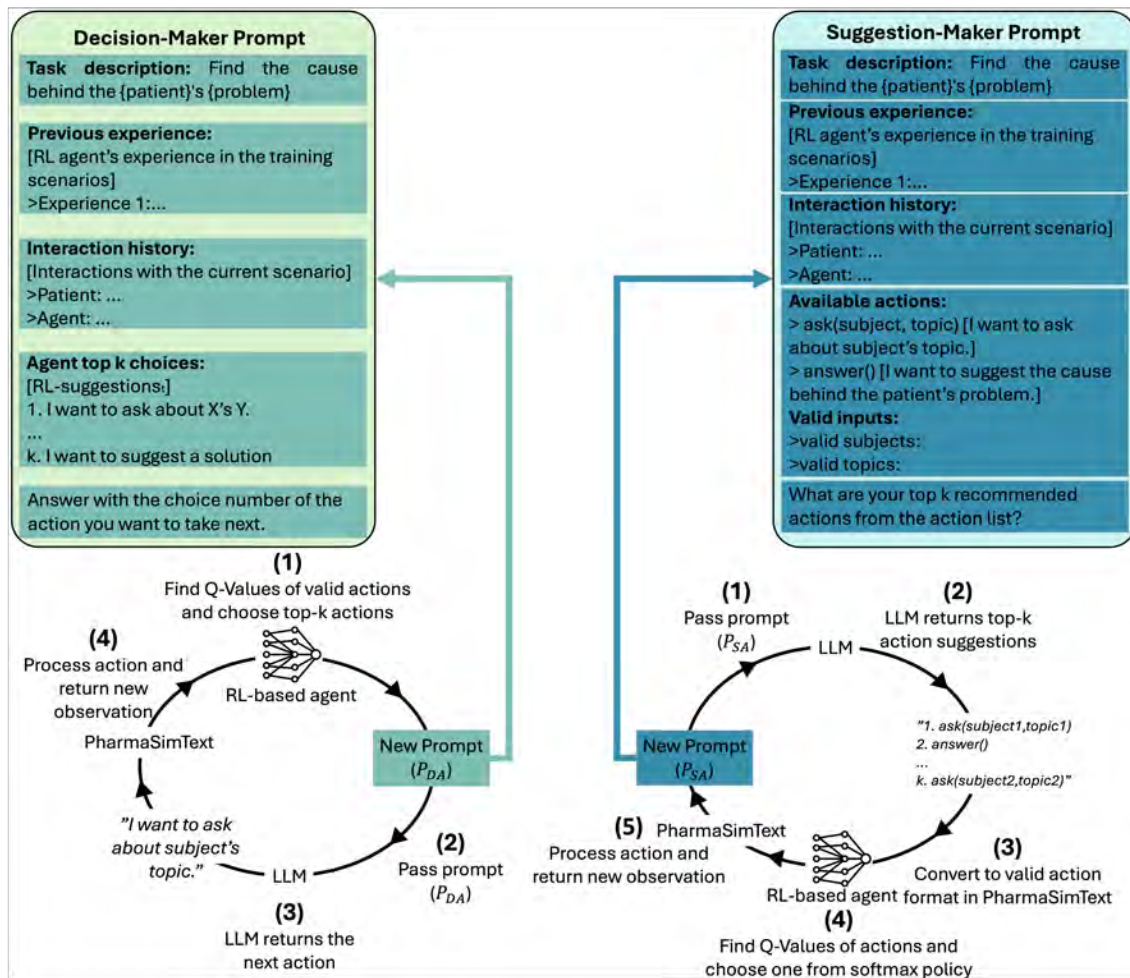 Decision-Maker Prompt
Task description: Find the cause
behind the {patient}'s {problem}
Previous experience:
[RL agent's experience in the training
scenarios]
>Experience 1:...
Interaction history:
[Interactions with the current scenario]
>Patient: ...
>Agent: ...
Agent top k choices:
[RL-suggestionsₜ]
1. I want to ask about X's Y.
...
k. I want to suggest a solution
Answer with the choice number of the
action you want to take next.
(1)
Find Q-Values of valid actions
and choose top-k actions
RL-based agent
New Prompt
(P_DA)
(2)
Pass prompt
(P_DA)
LLM
(3)
LLM returns the
next action
"I want to ask
about subject's
topic."
PharmaSimText
(4)
Process action and
return new
observation
Suggestion-Maker Prompt
Task description: Find the cause
behind the {patient}'s {problem}
Previous experience:
[RL agent's experience in the training
scenarios]
>Experience 1:...
Interaction history:
[Interactions with the current scenario]
>Patient: ...
>Agent: ...
Available actions:
> ask(subject, topic) [I want to ask
about subject's topic.]
> answer() [I want to suggest the cause
behind the patient's problem.]
Valid inputs:
>valid subjects:
>valid topics:
What are your top k recommended
actions from the action list?
(1)
Pass prompt
(P_SA)
LLM
(2)
LLM returns top-k
action suggestions
"1. ask(subject1,topic1)
2. answer()
...
k. ask(subject2,topic2)"
(3)
Convert to valid action
format in PharmaSimText
RL-based agent
(4)
Find Q-Values of actions and
choose one from softmax policy
PharmaSimText
(5)
Process action and
return new observation
New Prompt
(P_SA)